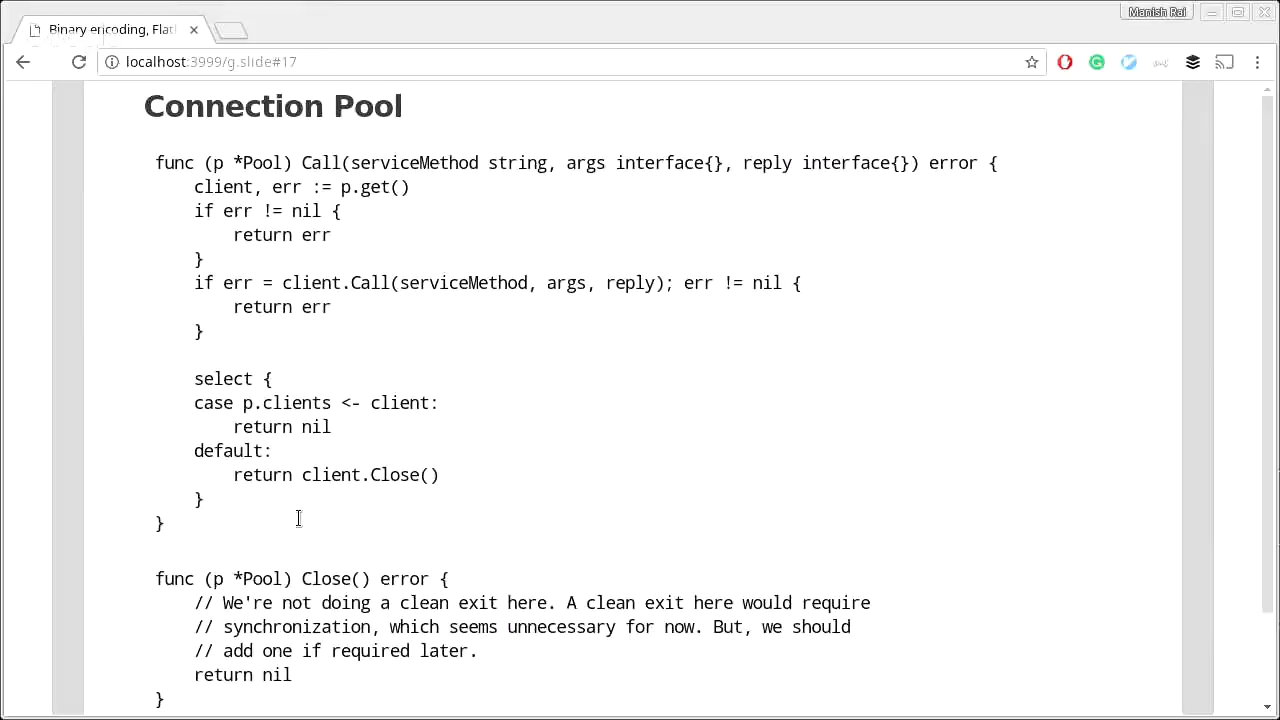 Manish Rai
Binary encoding, Flat
localhost:3999/g.slide#17
Connection Pool
func (p *Pool) Call(serviceMethod string, args interface{}, reply interface{}) error {
    client, err := p.get()
    if err != nil {
        return err
    }
    if err = client.Call(serviceMethod, args, reply); err != nil {
        return err
    }
    select {
    case p.clients <- client:
        return nil
    default:
        return client.Close()
    }
}
func (p *Pool) Close() error {
    // We're not doing a clean exit here. A clean exit here would require
    // synchronization, which seems unnecessary for now. But, we should
    // add one if required later.
    return nil
}